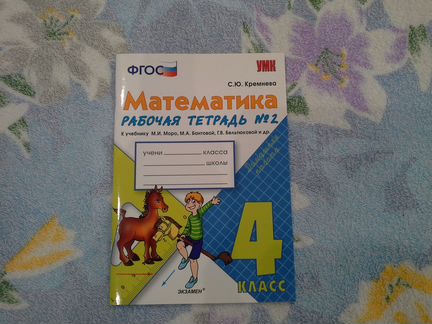 ФГОС
УМК
С.Ю. Кремнева
Математика
РАБОЧАЯ ТЕТРАДЬ №2
К учебнику М.И. Моро, М.А. Бантовой, Г.В. Бельтюковой и др.
учени класса
школы
4
КЛАСС
ЭКЗАМЕН